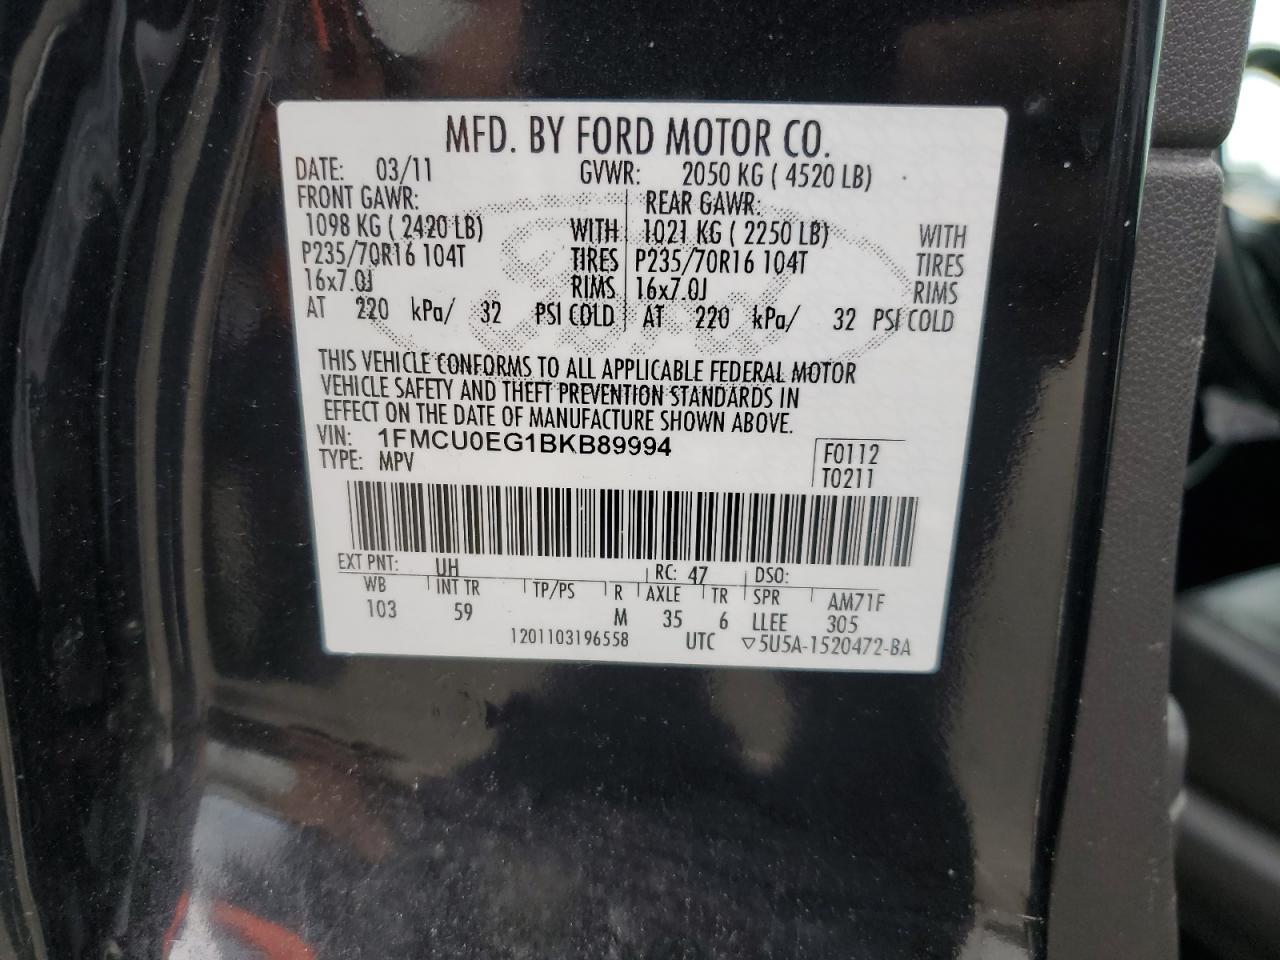 MFD. BY FORD MOTOR CO.
DATE: 03/11 GVWR: 2050 KG ( 4520 LB)
FRONT GAWR: REAR GAWR:
1098 KG ( 2420 LB) WITH 1021 KG ( 2250 LB) WITH
P235/70R16 104T TIRES P235/70R16 104T TIRES
16x7.0J RIMS 16x7.0J RIMS
AT 220 kPa/ 32 PSI COLD AT 220 kPa/ 32 PSI COLD
THIS VEHICLE CONFORMS TO ALL APPLICABLE FEDERAL MOTOR
VEHICLE SAFETY AND THEFT PREVENTION STANDARDS IN
EFFECT ON THE DATE OF MANUFACTURE SHOWN ABOVE.
VIN: 1FMCU0EG1BKB89994 F0112
TYPE: MPV T0211
EXT PNT: UH RC: 47 DSO:
WB INT TR TP/PS R AXLE TR SPR AM71F
103 59 M 35 6 LLEE 305
1201103196558 UTC ▽5U5A-1520472-BA